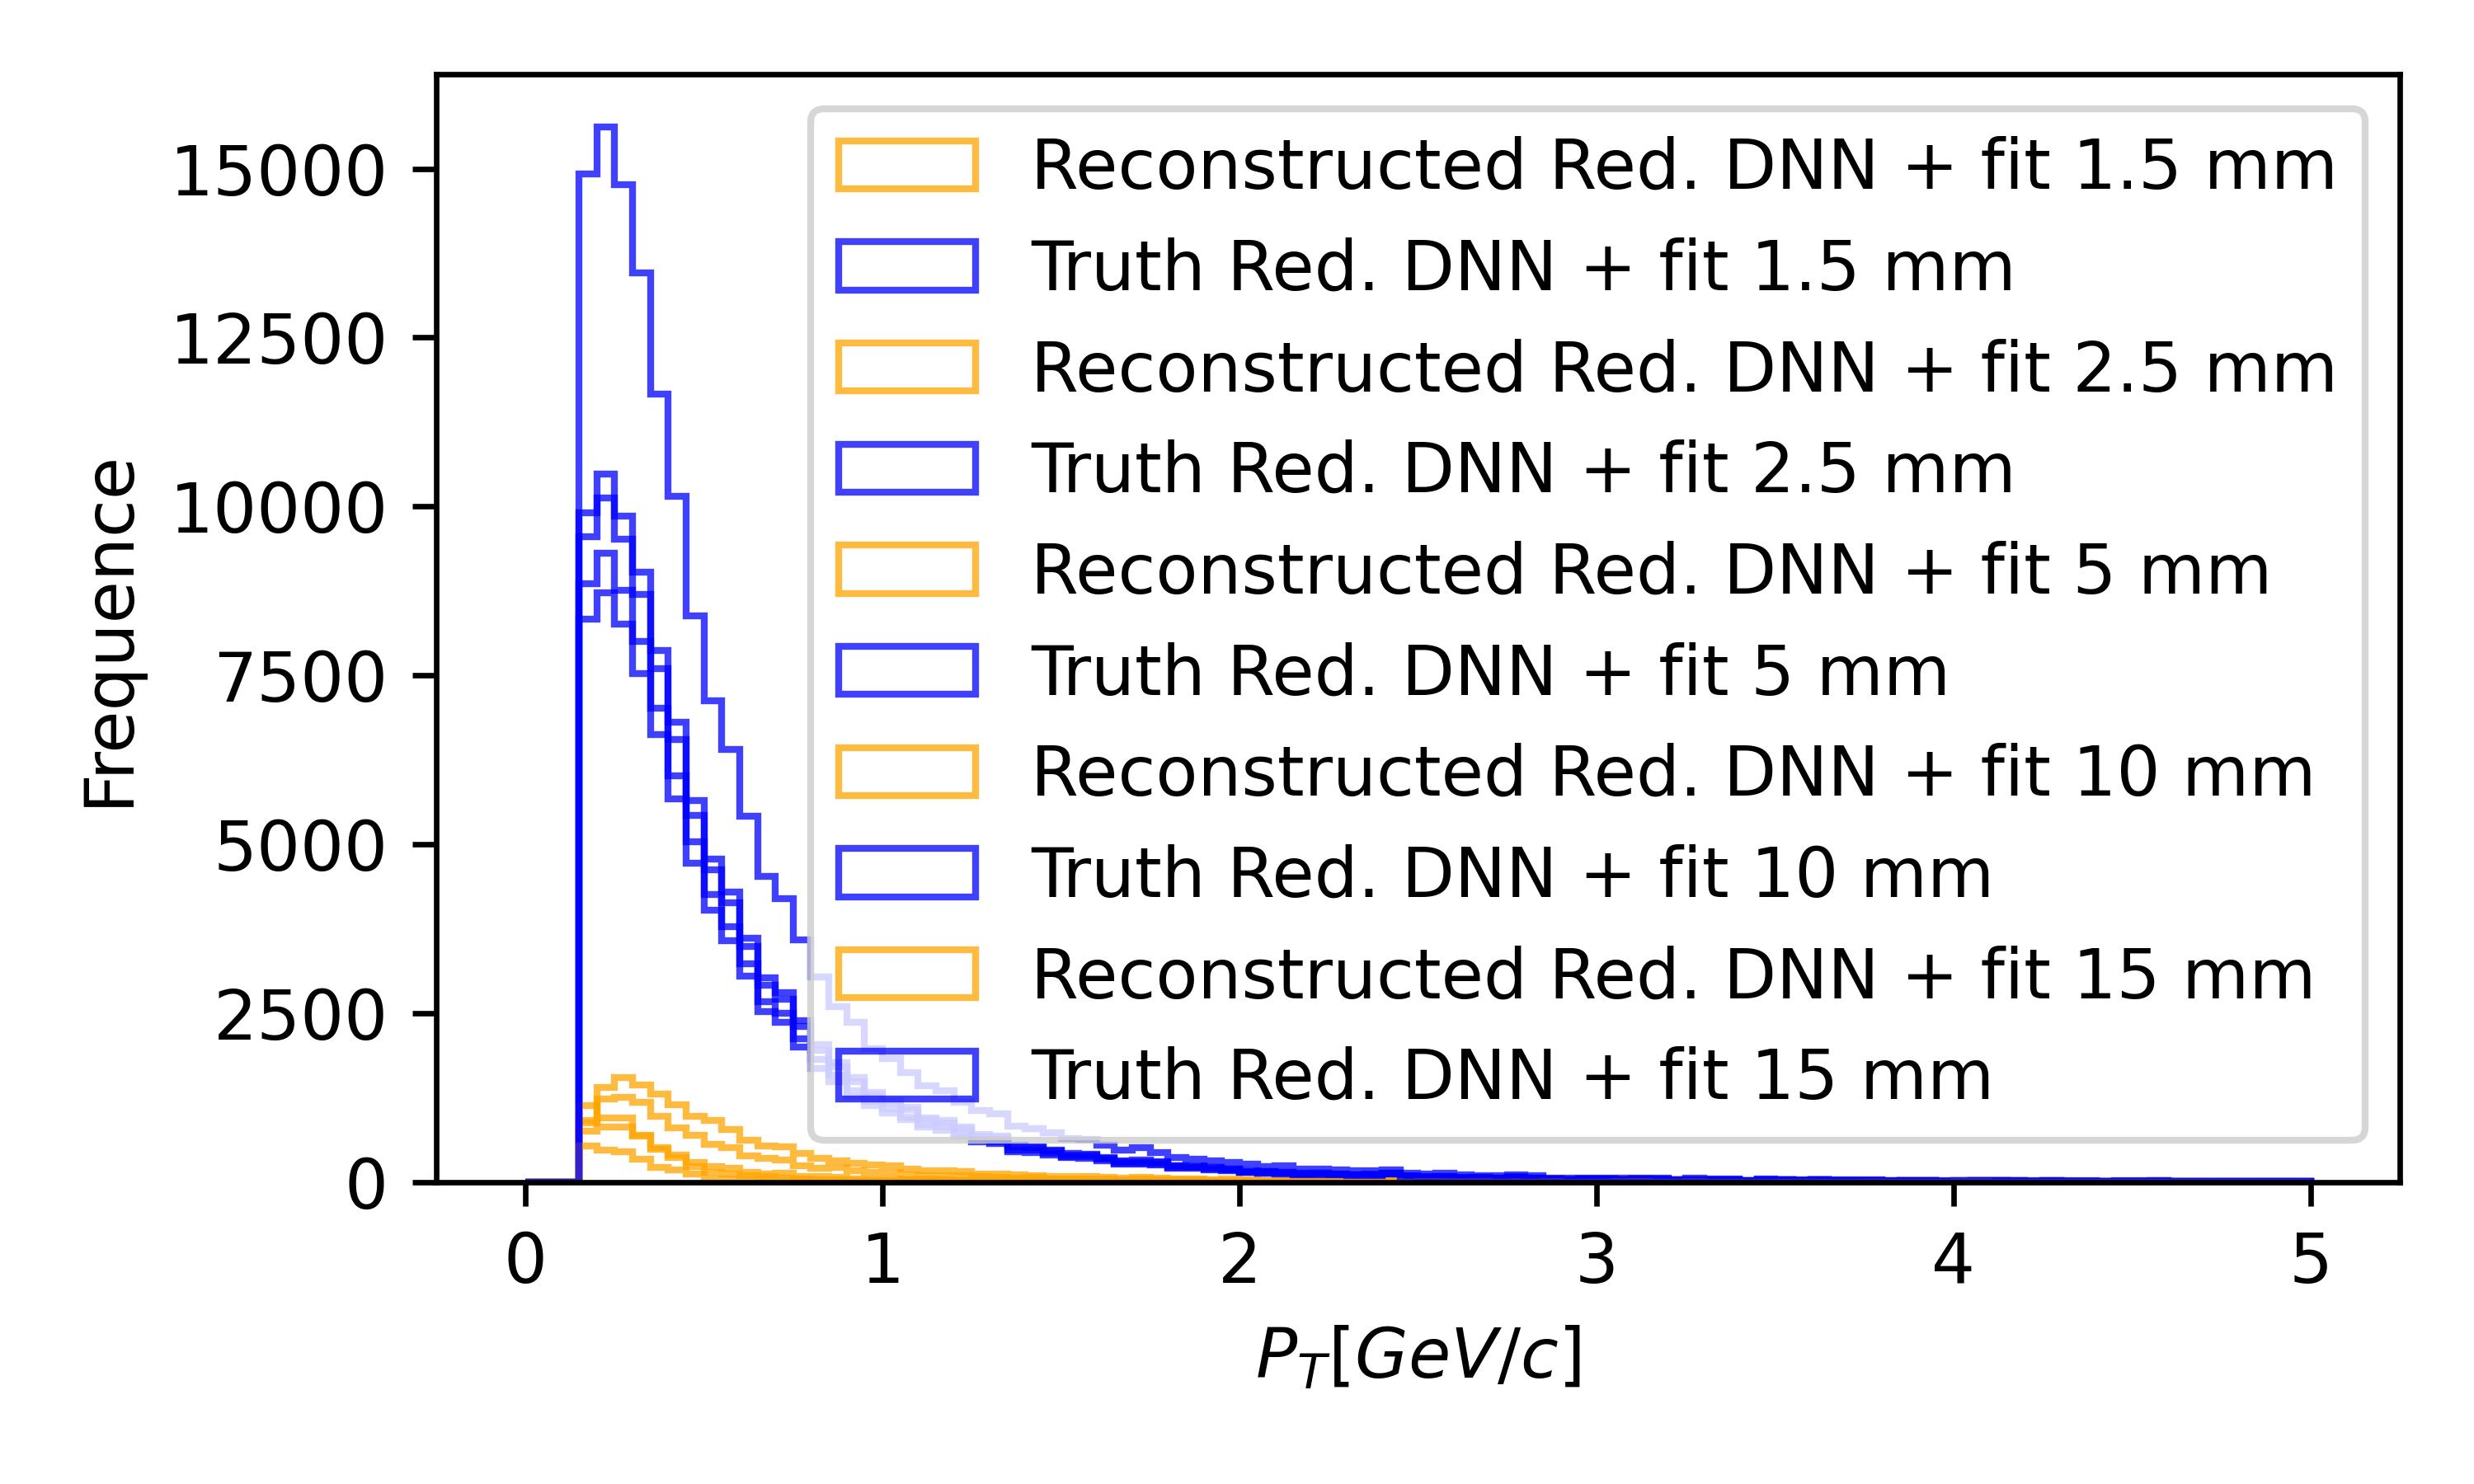 15000
12500
10000
7500
5000
2500
0
Frequence
Reconstructed Red. DNN + fit 1.5 mm
Truth Red. DNN + fit 1.5 mm
Reconstructed Red. DNN + fit 2.5 mm
Truth Red. DNN + fit 2.5 mm
Reconstructed Red. DNN + fit 5 mm
Truth Red. DNN + fit 5 mm
Reconstructed Red. DNN + fit 10 mm
Truth Red. DNN + fit 10 mm
Reconstructed Red. DNN + fit 15 mm
Truth Red. DNN + fit 15 mm
0 1 2 3 4 5
P_T[GeV/c]